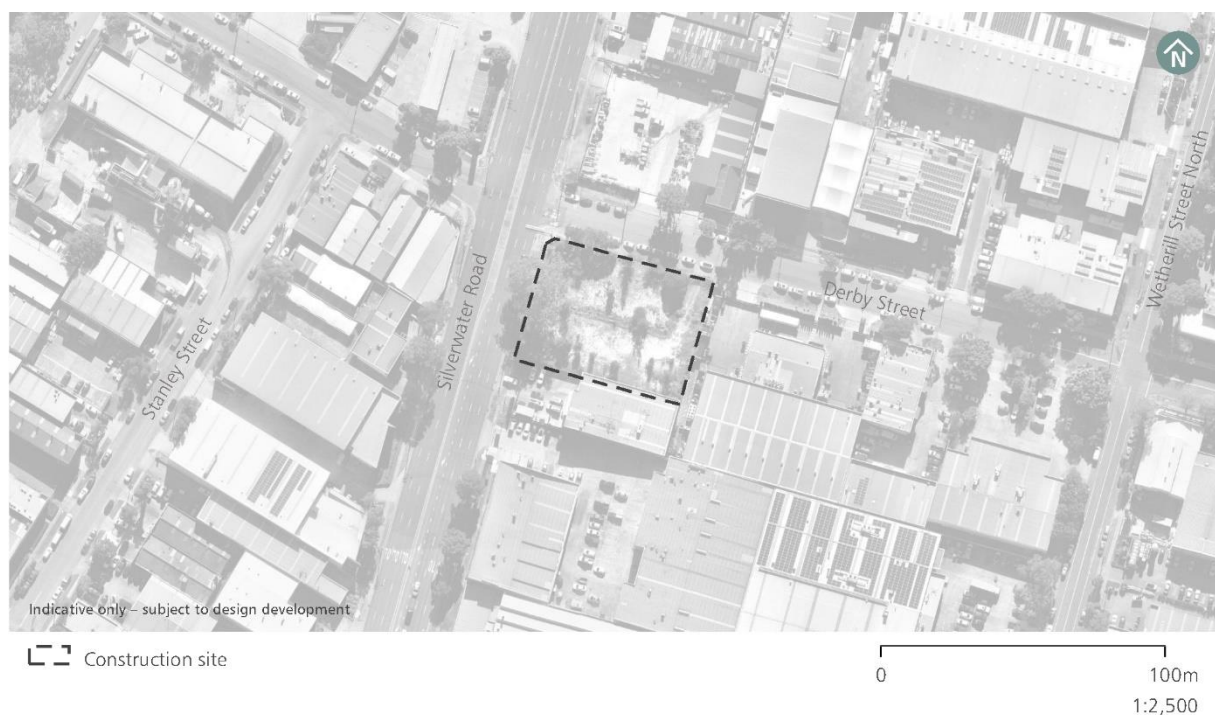 N
Wetherill Street North
Derby Street
Silverwater Road
Stanley Street
Indicative only – subject to design development
Construction site
0 100m
1:2,500